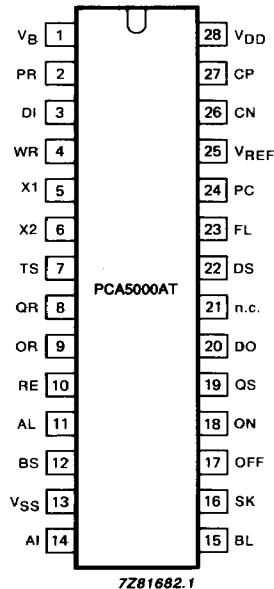 VB 1 28 VDD
PR 2 27 CP
DI 3 26 CN
WR 4 25 VREF
X1 5 24 PC
X2 6 23 FL
TS 7 22 DS
PCA5000AT
QR 8 21 n.c.
OR 9 20 DO
RE 10 19 QS
AL 11 18 ON
BS 12 17 OFF
VSS 13 16 SK
AI 14 15 BL
7Z81682.1